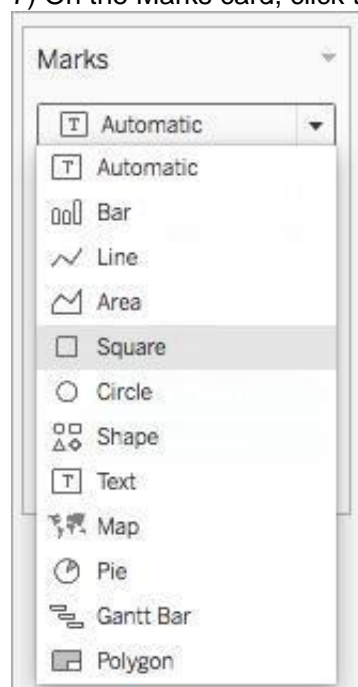 7) On the Marks card, click t
Marks
Automatic
Automatic
Bar
Line
Area
Square
Circle
Shape
Text
Map
Pie
Gantt Bar
Polygon